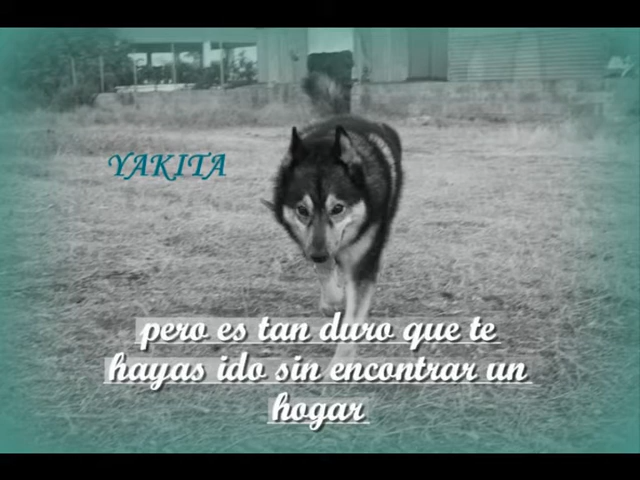 YAKITA
pero es tan duro que te
hayas ido sin encontrar un
hogar